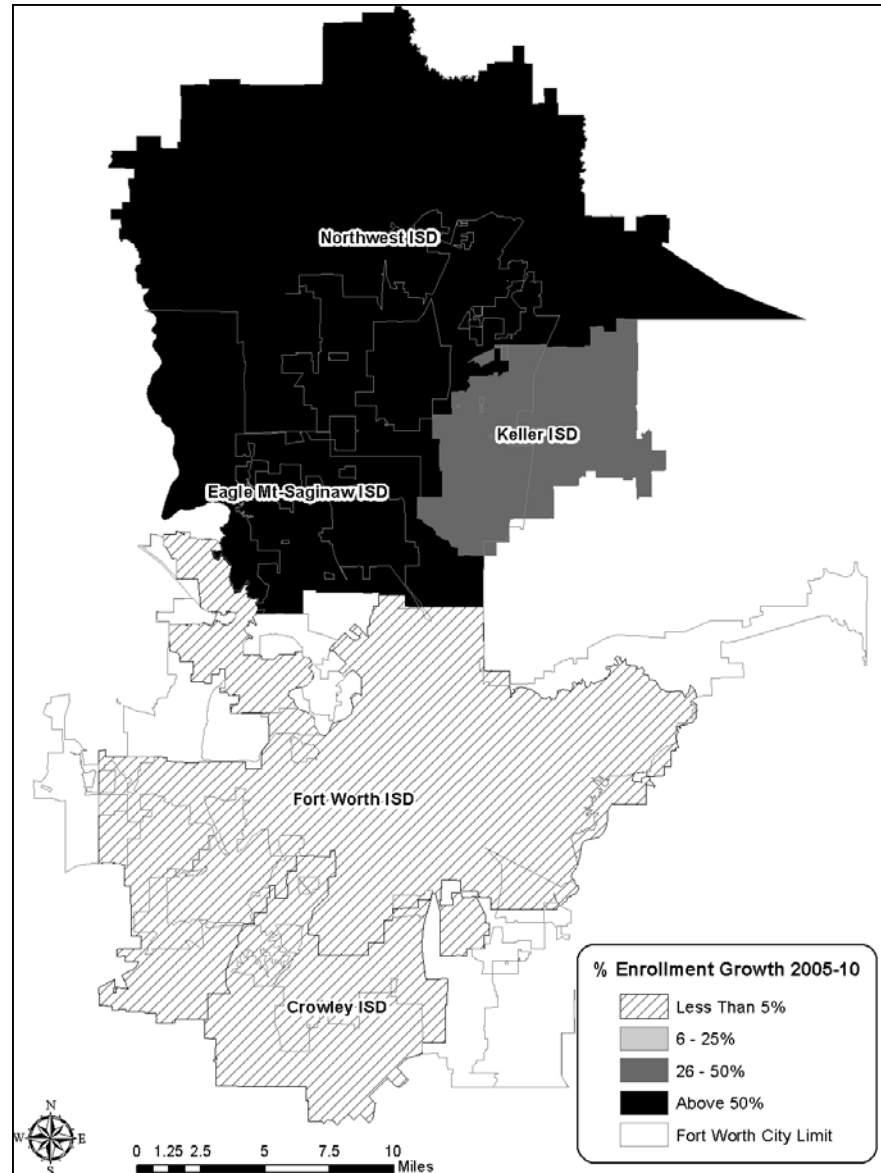 Northwest ISD
Keller ISD
Eagle Mt-Saginaw ISD
Fort Worth ISD
Crowley ISD
% Enrollment Growth 2005-10
Less Than 5%
6 - 25%
26 - 50%
Above 50%
Fort Worth City Limit
N
W E
S
0 1.25 2.5 5 7.5 10
Miles